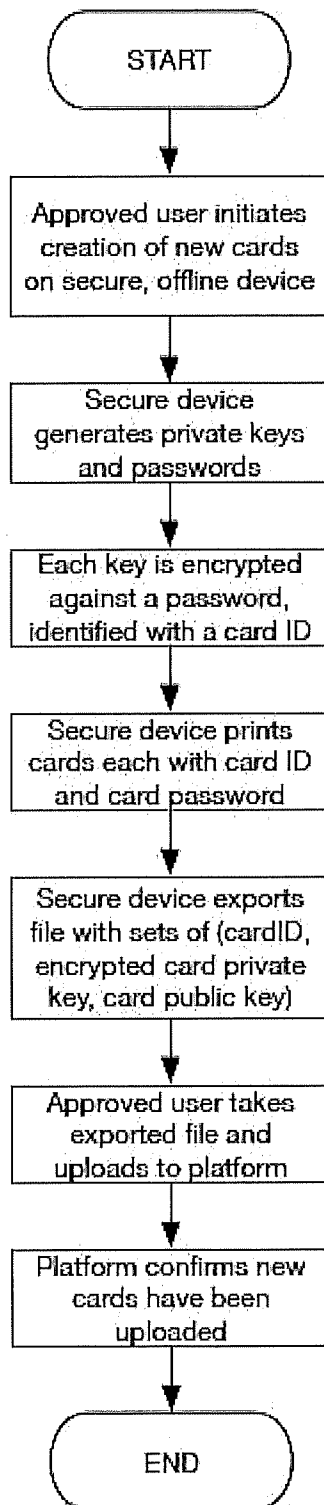 START
Approved user initiates
creation of new cards
on secure, offline device
Secure device
generates private keys
and passwords
Each key is encrypted
against a password,
identified with a card ID
Secure device prints
cards each with card ID
and card password
Secure device exports
file with sets of (cardID,
encrypted card private
key, card public key)
Approved user takes
exported file and
uploads to platform
Platform confirms new
cards have been
uploaded
END